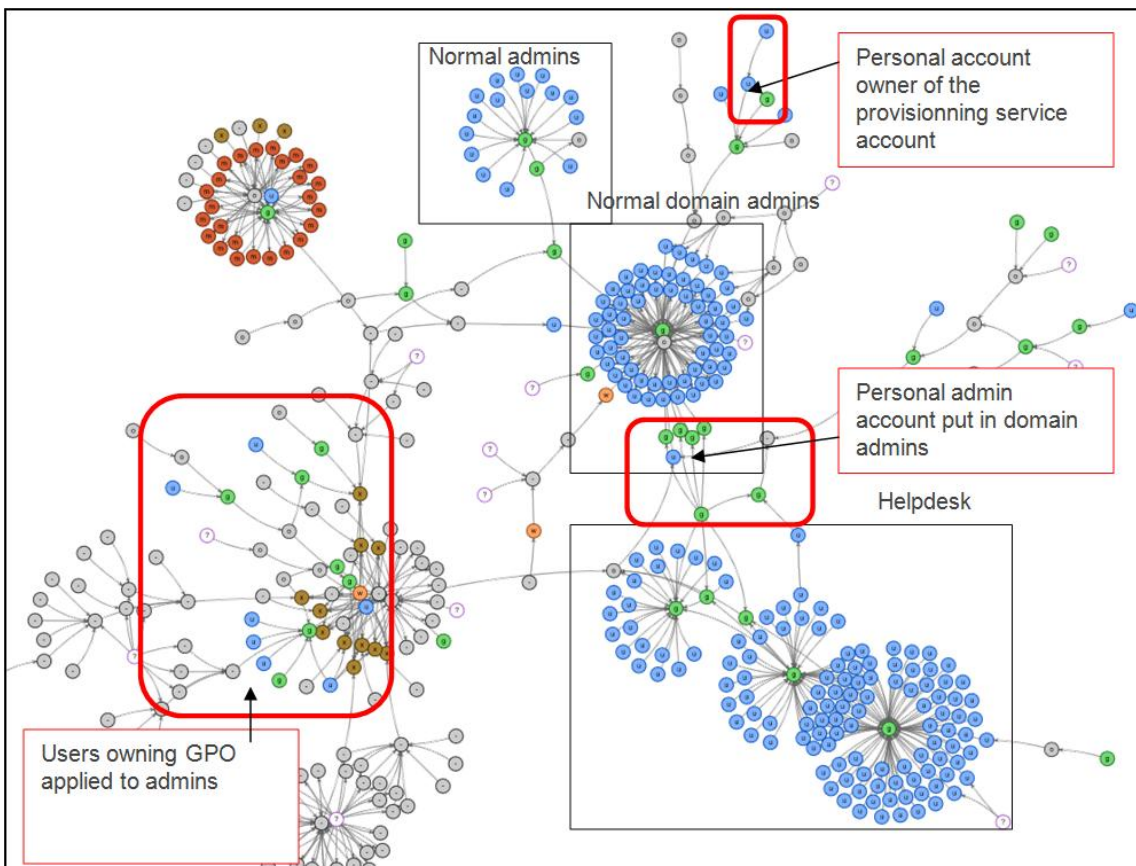 Normal admins
Personal account
owner of the
provisionning service
account
Normal domain admins
Personal admin
account put in domain
admins
Helpdesk
Users owning GPO
applied to admins